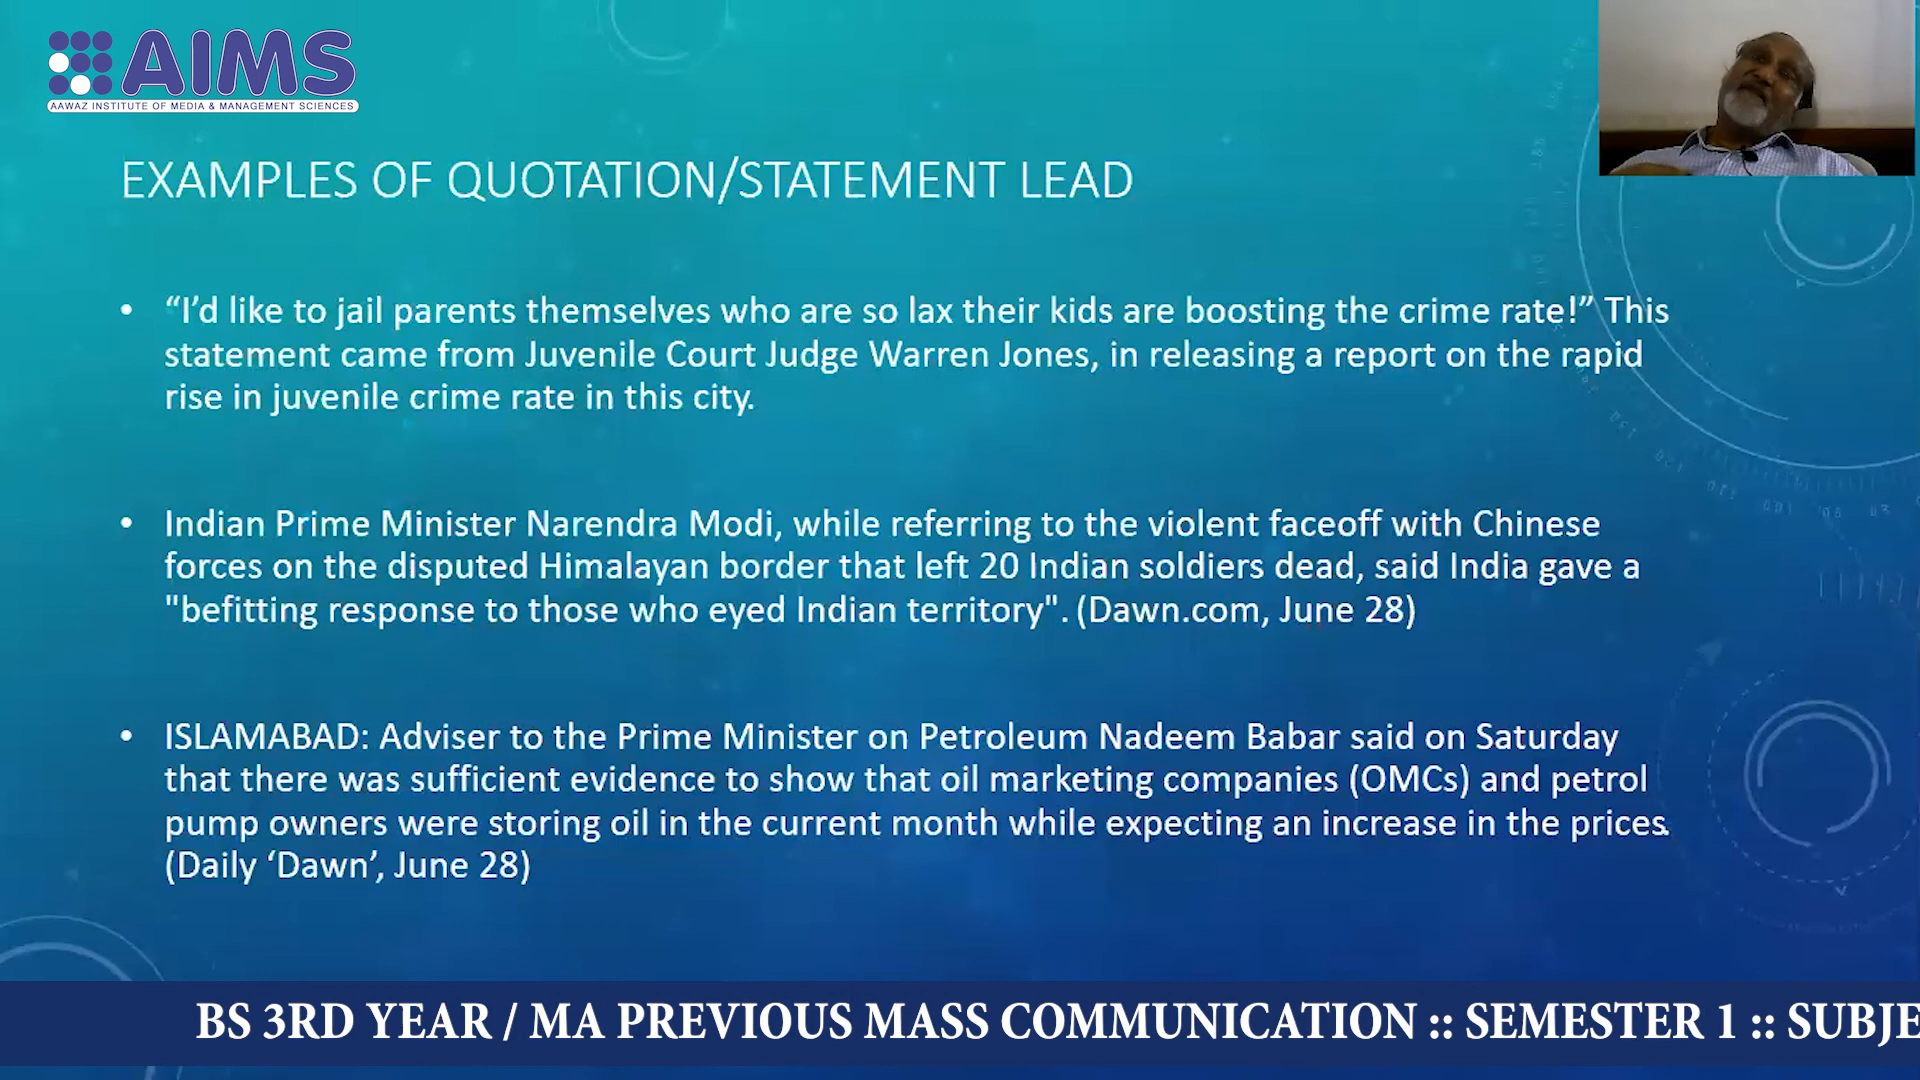 AIMS
AAWAZ INSTITUTE OF MEDIA & MANAGEMENT SCIENCES
EXAMPLES OF QUOTATION/STATEMENT LEAD
• “I’d like to jail parents themselves who are so lax their kids are boosting the crime rate!” This
statement came from Juvenile Court Judge Warren Jones, in releasing a report on the rapid
rise in juvenile crime rate in this city.
• Indian Prime Minister Narendra Modi, while referring to the violent faceoff with Chinese
forces on the disputed Himalayan border that left 20 Indian soldiers dead, said India gave a
"befitting response to those who eyed Indian territory". (Dawn.com, June 28)
• ISLAMABAD: Adviser to the Prime Minister on Petroleum Nadeem Babar said on Saturday
that there was sufficient evidence to show that oil marketing companies (OMCs) and petrol
pump owners were storing oil in the current month while expecting an increase in the prices.
(Daily ‘Dawn’, June 28)
BS 3RD YEAR / MA PREVIOUS MASS COMMUNICATION :: SEMESTER 1 :: SUBJE